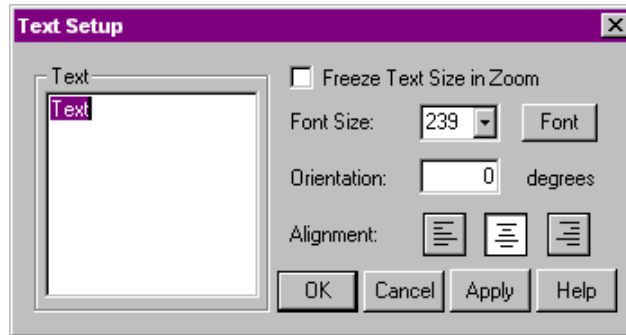 Text Setup
Text
Text
Freeze Text Size in Zoom
Font Size: 239 Font
Orientation: 0 degrees
Alignment:
OK Cancel Apply Help